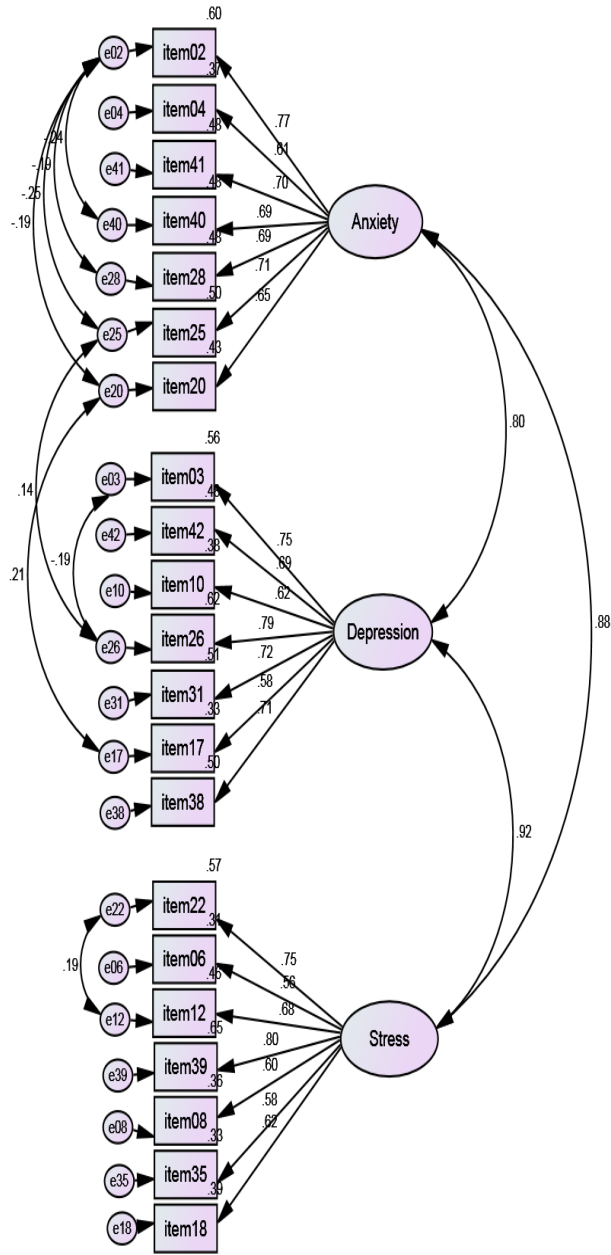 .60
e02 item02
.37
.77
e04 item04
.48
-.24
.61
-.19
e41 item41
.70
.48
-.25
.69
-.19
e40 item40
Anxiety
.48
.69
e28 item28
.71
.50
.65
e25 item25
.43
e20 item20
.80
.56
e03 item03
.48
.14
e42 item42
.75
.38
-.19
.69
.21
e10 item10
.62
.62
.88
e26 item26
.79
Depression
.51
.72
e31 item31
.58
.33
.71
e17 item17
.50
e38 item38
.92
.57
e22 item22
.31
.19
e06 item06
.75
.46
.56
e12 item12
.68
.65
.80
Stress
e39 item39
.60
.36
.58
e08 item08
.62
.33
e35 item35
.39
e18 item18